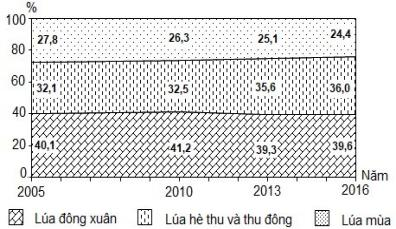 %
100
80
60
40
20
0
27,8 26,3 25,1 24,4
32,1 32,5 35,6 36,0
40,1 41,2 39,3 39,6
2005 2010 2013 2016 Năm
Lúa đông xuân Lúa hè thu và thu đông Lúa mùa